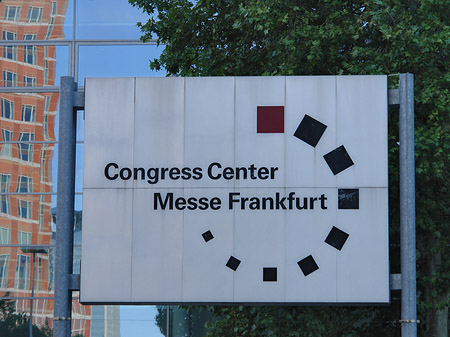 Congress Center
Messe Frankfurt